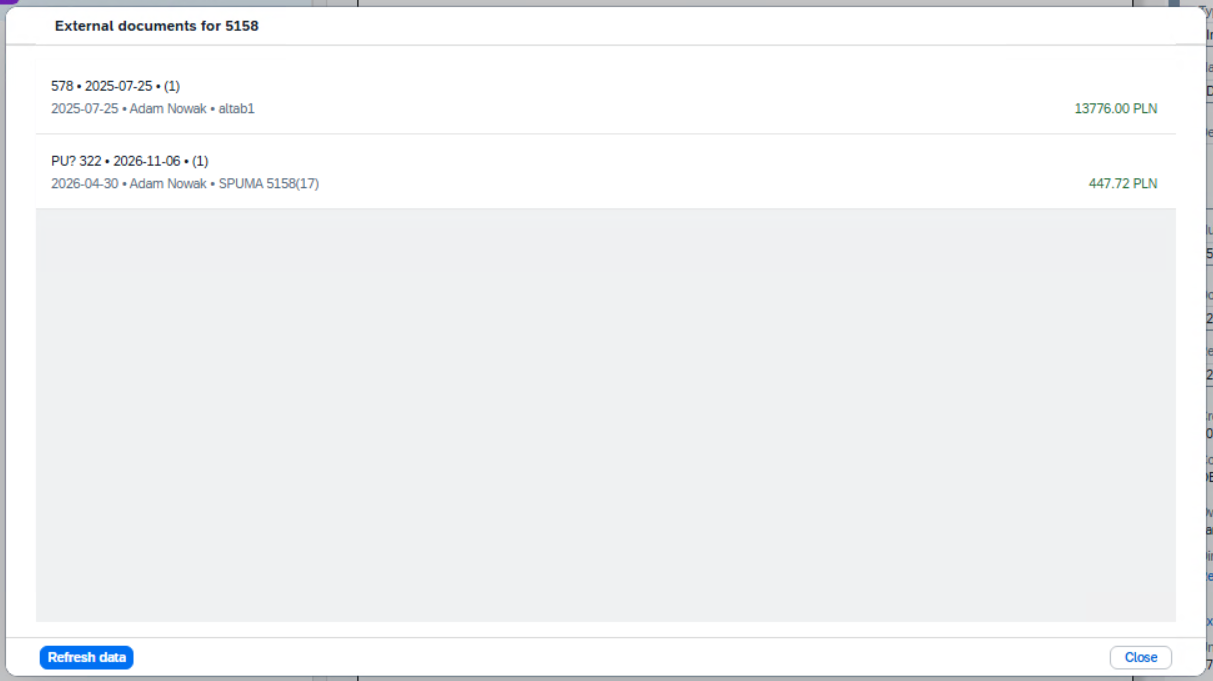 External documents for 5158
578 • 2025-07-25 • (1)
2025-07-25 • Adam Nowak • altab1
13776.00 PLN
PU? 322 • 2026-11-06 • (1)
2026-04-30 • Adam Nowak • SPUMA 5158(17)
447.72 PLN
Refresh data
Close